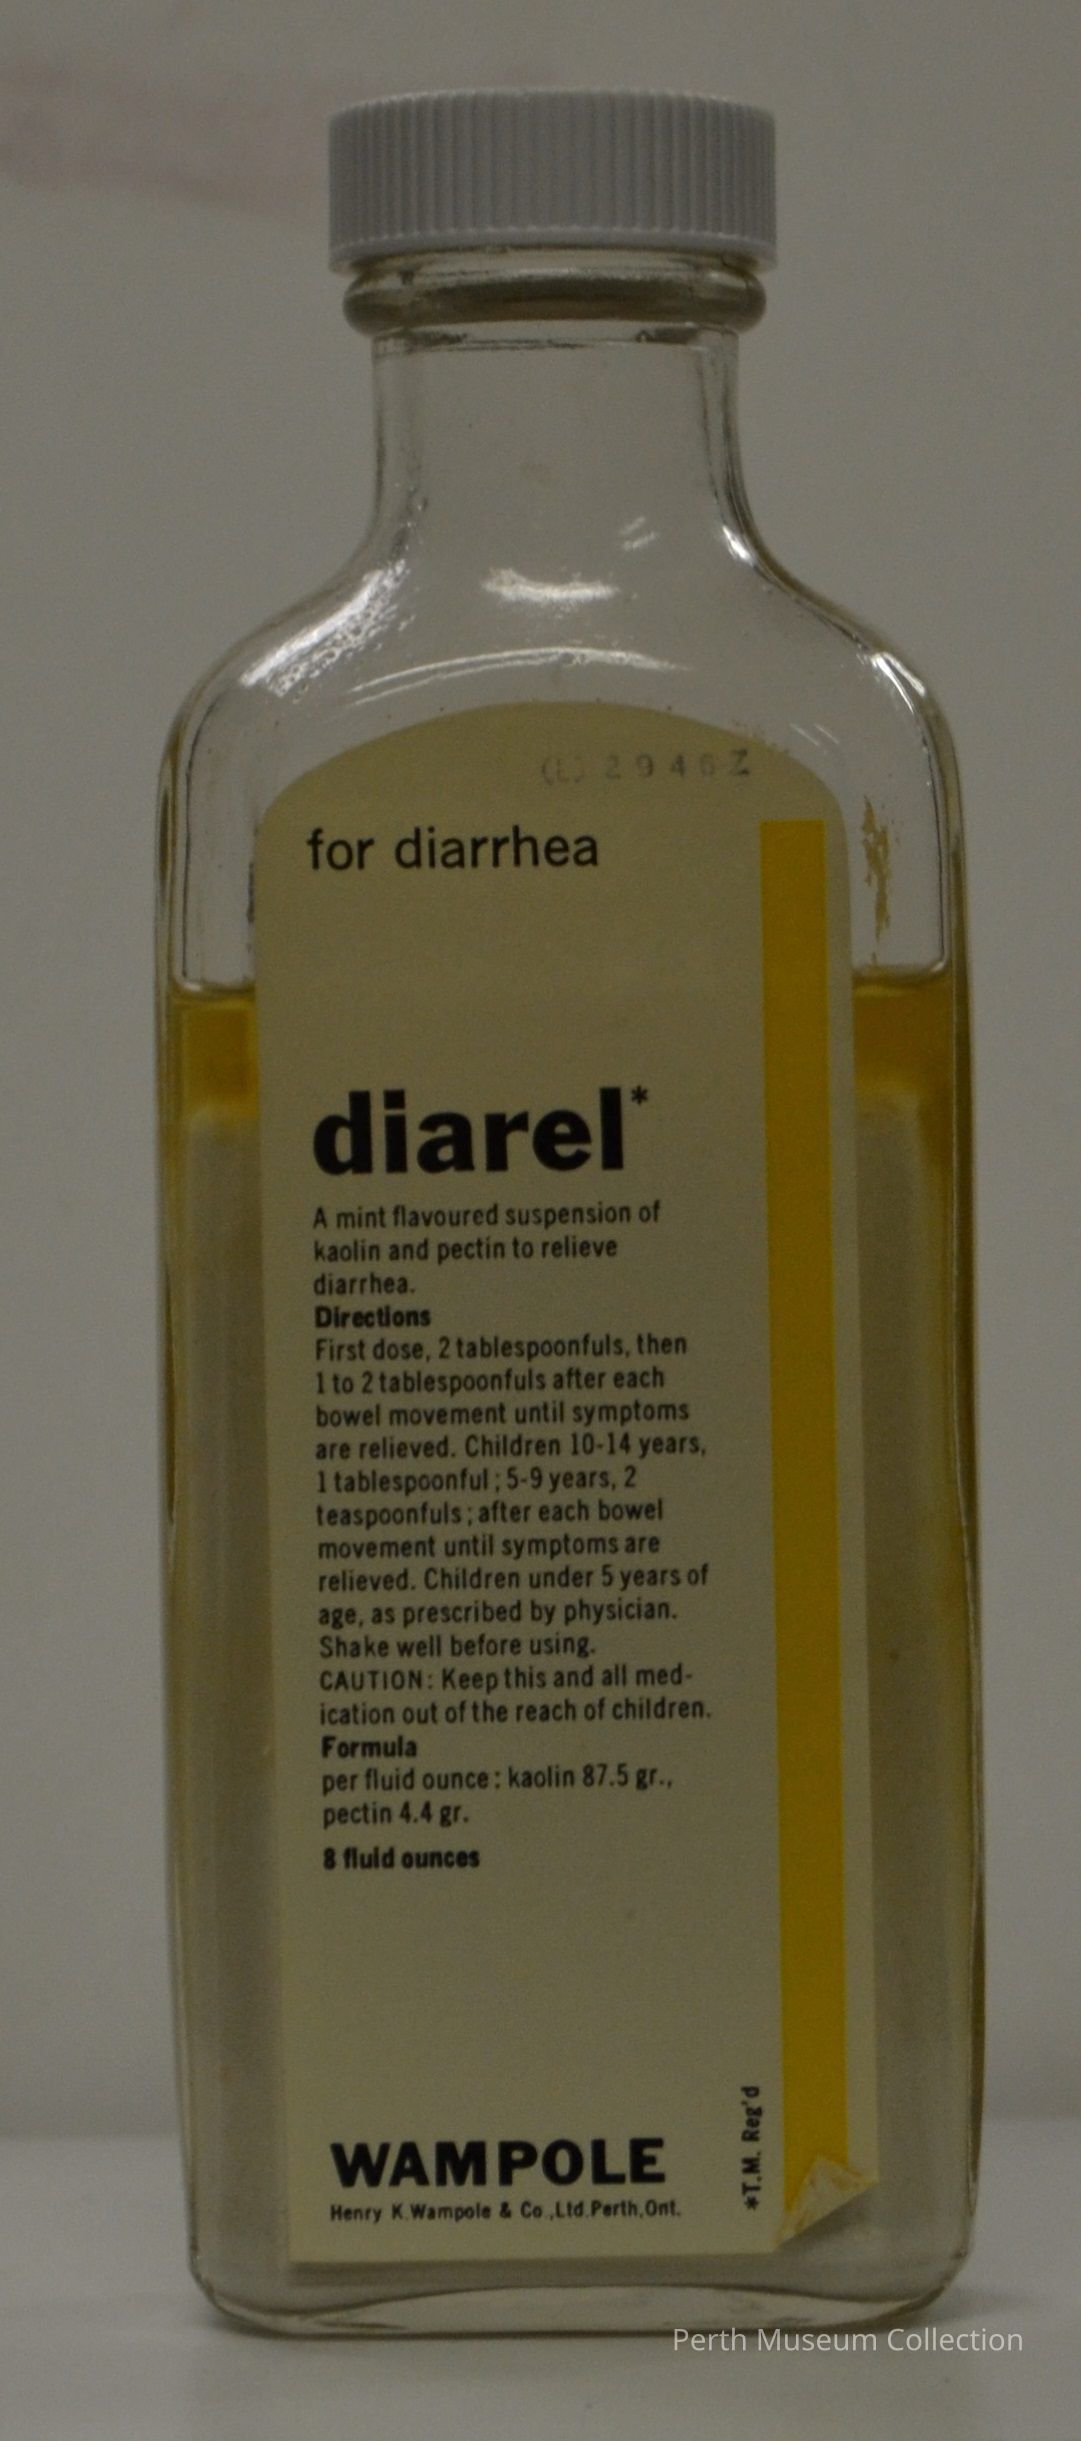 (E) 2946Z
for diarrhea
diarel*
A mint flavoured suspension of
kaolin and pectin to relieve
diarrhea.
Directions
First dose, 2 tablespoonfuls, then
1 to 2 tablespoonfuls after each
bowel movement until symptoms
are relieved. Children 10-14 years,
1 tablespoonful; 5-9 years, 2
teaspoonfuls; after each bowel
movement until symptoms are
relieved. Children under 5 years of
age, as prescribed by physician.
Shake well before using.
CAUTION: Keep this and all med-
ication out of the reach of children.
Formula
per fluid ounce: kaolin 87.5 gr.,
pectin 4.4 gr.
8 fluid ounces
WAMPOLE
Henry K. Wampole & Co., Ltd. Perth, Ont.
*T.M. Reg'd
Perth Museum Collection